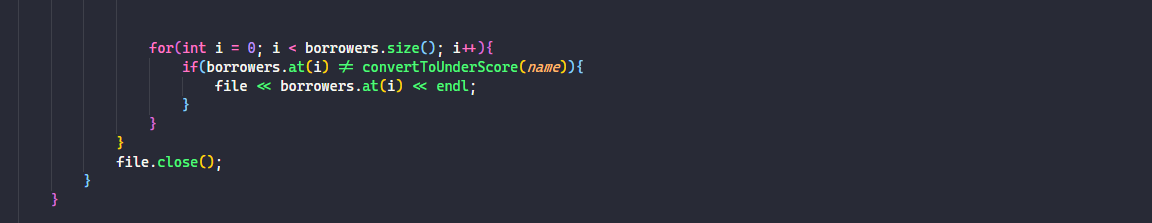 for(int i = 0; i < borrowers.size(); i++){
if(borrowers.at(i) != convertToUnderScore(name)){
file << borrowers.at(i) << endl;
}
}
}
file.close();
}
}